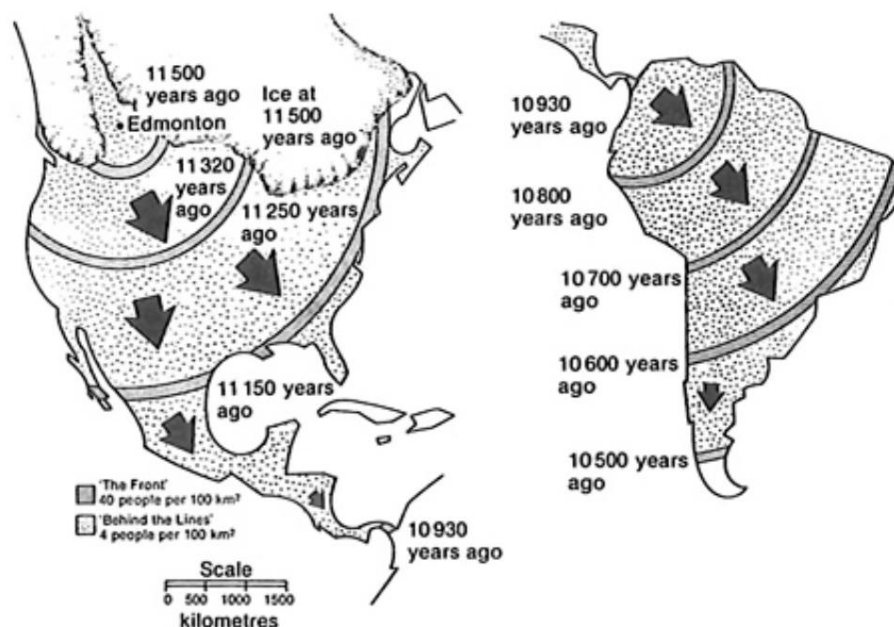 11 500
years ago
•Edmonton
Ice at
11 500
years ago
11 320
years
ago
11 250 years
ago
11 150 years
ago
'The Front'
40 people per 100 km²
'Behind the Lines'
4 people per 100 km²
10 930
years ago
Scale
0 500 1000 1500
kilometres
10 930
years ago
10 800
years ago
10 700 years
ago
10 600 years
ago
10 500 years
ago